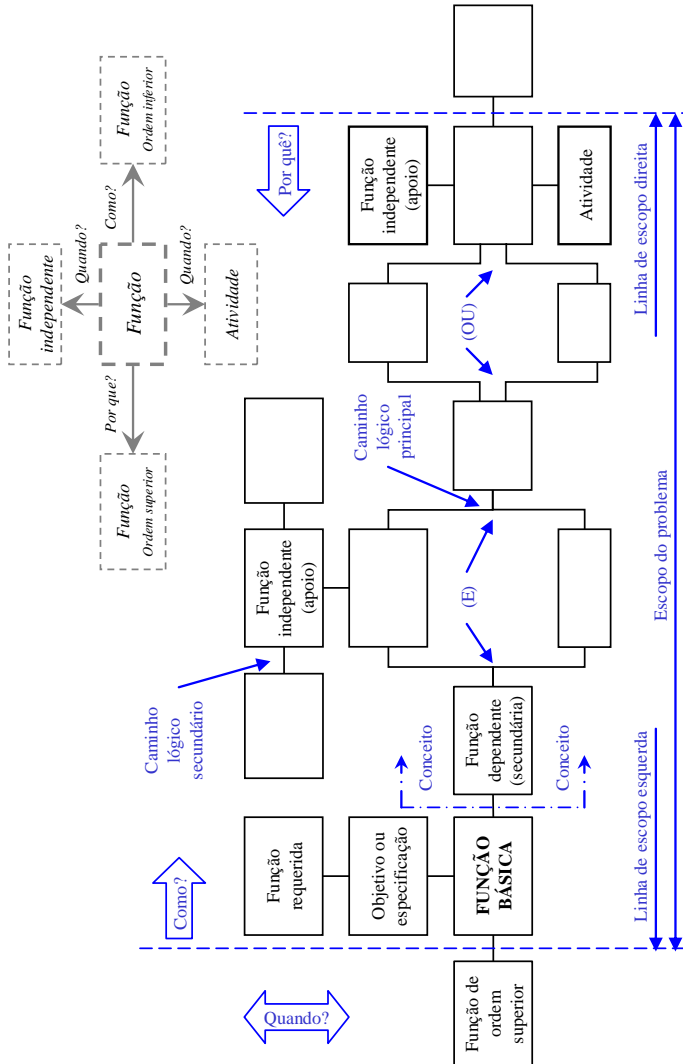 Função
Ordem superior
Por que?
Função
independente
Quando?
Função
Quando?
Atividade
Como?
Função
Ordem inferior
Como?
Por quê?
Quando?
Caminho
lógico
secundário
Função
independente
(apoio)
Caminho
lógico
principal
Função
requerida
Objetivo ou
especificação
FUNÇÃO
BÁSICA
Função de
ordem
superior
Conceito
Função
dependente
(secundária)
Conceito
(E)
(OU)
Função
independente
(apoio)
Atividade
Linha de escopo esquerda
Linha de escopo direita
Escopo do problema